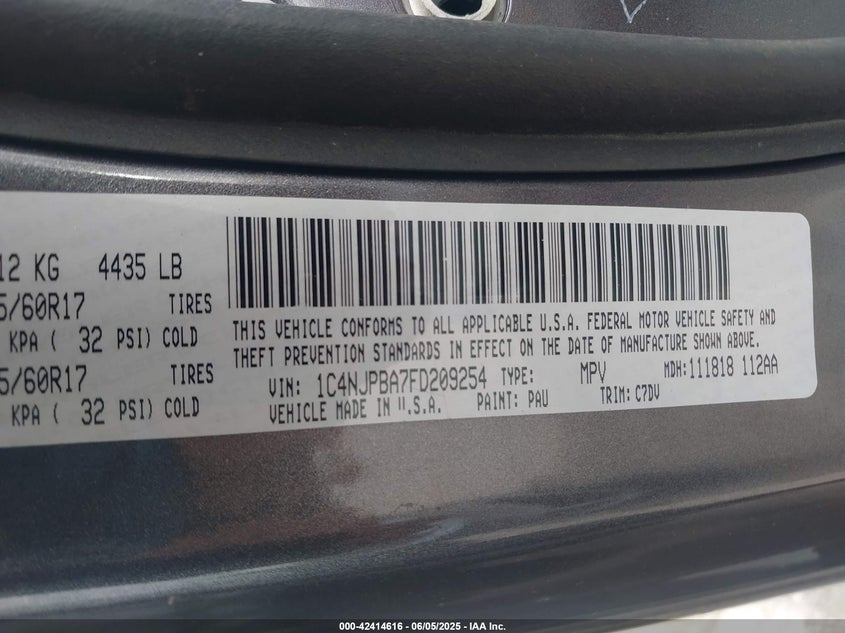 12 KG 4435 LB
5/60R17 TIRES
KPA ( 32 PSI) COLD
5/60R17 TIRES
KPA ( 32 PSI) COLD
THIS VEHICLE CONFORMS TO ALL APPLICABLE U.S.A. FEDERAL MOTOR VEHICLE SAFETY AND
THEFT PREVENTION STANDARDS IN EFFECT ON THE DATE OF MANUFACTURE SHOWN ABOVE.
VIN: 1C4NJPBA7FD209254 TYPE: MPV MDH:111818 112AA
VEHICLE MADE IN U.S.A. PAINT: PAU TRIM: C7DV
000-42414616 - 06/05/2025 - IAA Inc.